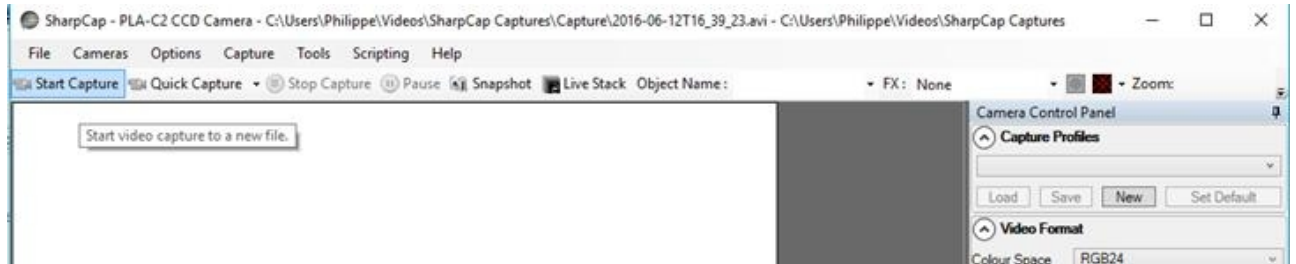 SharpCap - PLA-C2 CCD Camera - C:\Users\Philippe\Videos\SharpCap Captures\Capture\2016-06-12T16_39_23.avi - C:\Users\Philippe\Videos\SharpCap Captures
File Cameras Options Capture Tools Scripting Help
Start Capture Quick Capture Stop Capture Pause Snapshot Live Stack Object Name : FX : None Zoom:
Camera Control Panel
Start video capture to a new file.
Capture Profiles
Load Save New Set Default
Video Format
Colour Space RGB24